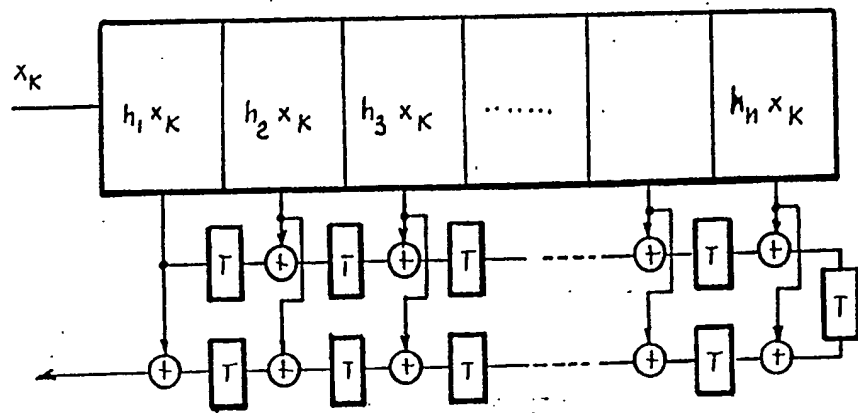 x_K
h_1 x_K h_2 x_K h_3 x_K ........ h_n x_K
T + T + T + T +
T
+ T + T + T + T +